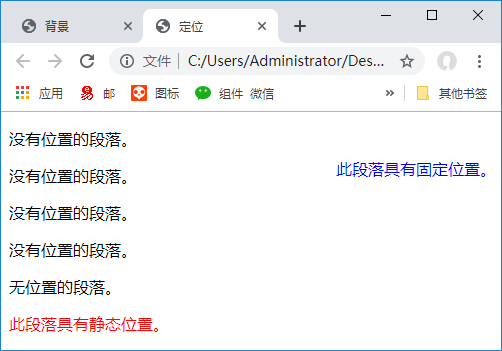 背景
定位
文件 C:/Users/Administrator/Des...
应用 易 邮 图标 组件 微信 » 其他书签
没有位置的段落。
此段落具有固定位置。
没有位置的段落。
没有位置的段落。
没有位置的段落。
无位置的段落。
此段落具有静态位置。